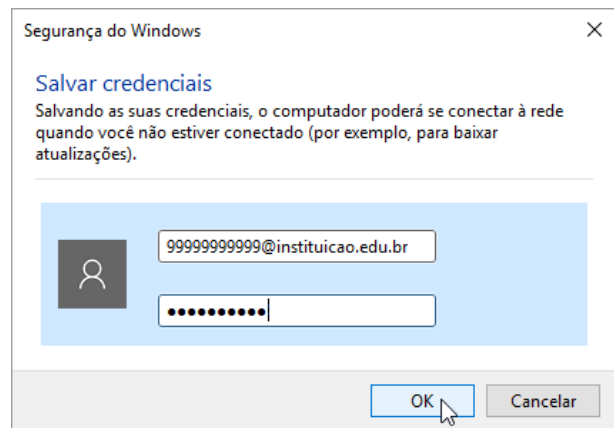 Segurança do Windows
Salvar credenciais
Salvando as suas credenciais, o computador poderá se conectar à rede
quando você não estiver conectado (por exemplo, para baixar
atualizações).
99999999999@instituicao.edu.br
●●●●●●●●●●
OK
Cancelar